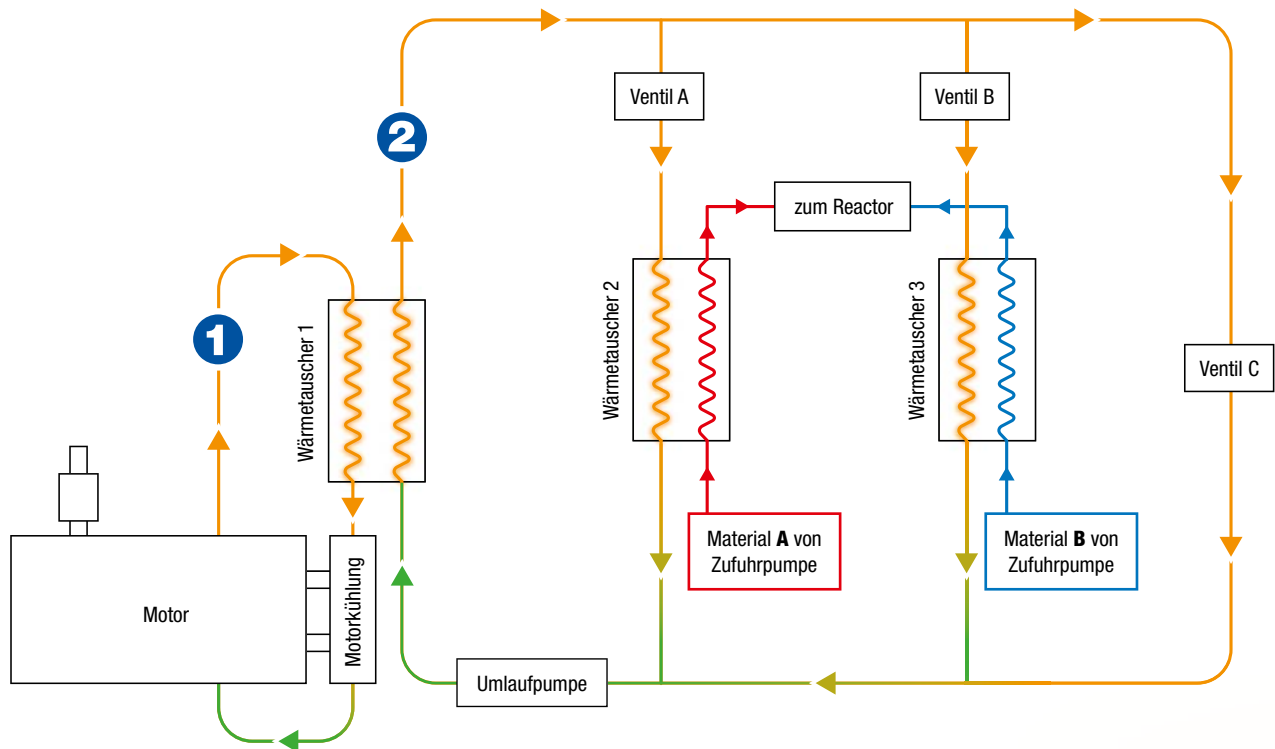 2
Ventil A
Ventil B
zum Reactor
1
Wärmetauscher 1
Wärmetauscher 2
Wärmetauscher 3
Ventil C
Material A von
Zufuhrpumpe
Material B von
Zufuhrpumpe
Motor
Motorkühlung
Umlaufpumpe